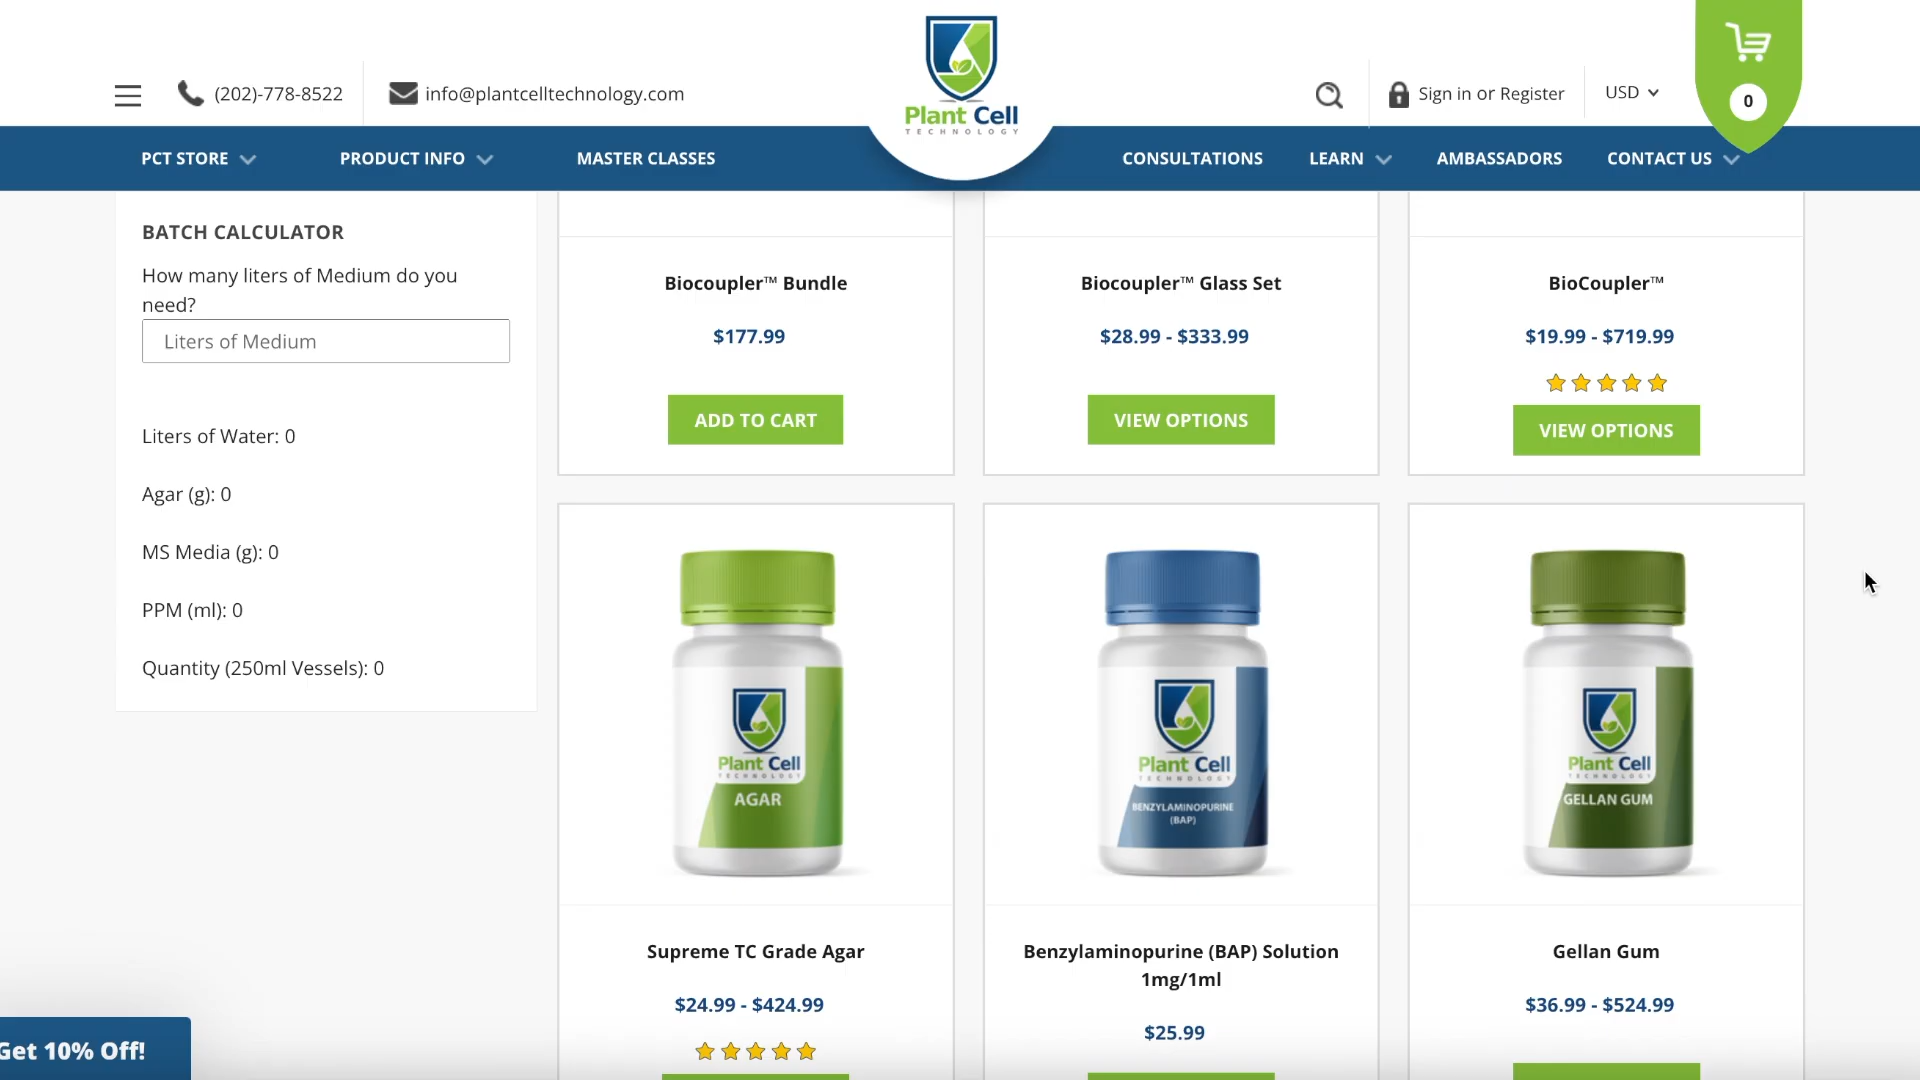 (202)-778-8522
info@plantcelltechnology.com
Plant Cell
TECHNOLOGY
Sign in or Register
USD
0
PCT STORE
PRODUCT INFO
MASTER CLASSES
CONSULTATIONS
LEARN
AMBASSADORS
CONTACT US
BATCH CALCULATOR
How many liters of Medium do you
need?
Liters of Medium
Liters of Water: 0
Agar (g): 0
MS Media (g): 0
PPM (ml): 0
Quantity (250ml Vessels): 0
Biocoupler™ Bundle
$177.99
ADD TO CART
Biocoupler™ Glass Set
$28.99 - $333.99
VIEW OPTIONS
BioCoupler™
$19.99 - $719.99
VIEW OPTIONS
Plant Cell
TECHNOLOGY
AGAR
Supreme TC Grade Agar
$24.99 - $424.99
Plant Cell
TECHNOLOGY
BENZYLAMINOPURINE
(BAP)
Benzylaminopurine (BAP) Solution
1mg/1ml
$25.99
Plant Cell
TECHNOLOGY
GELLAN GUM
Gellan Gum
$36.99 - $524.99
Get 10% Off!